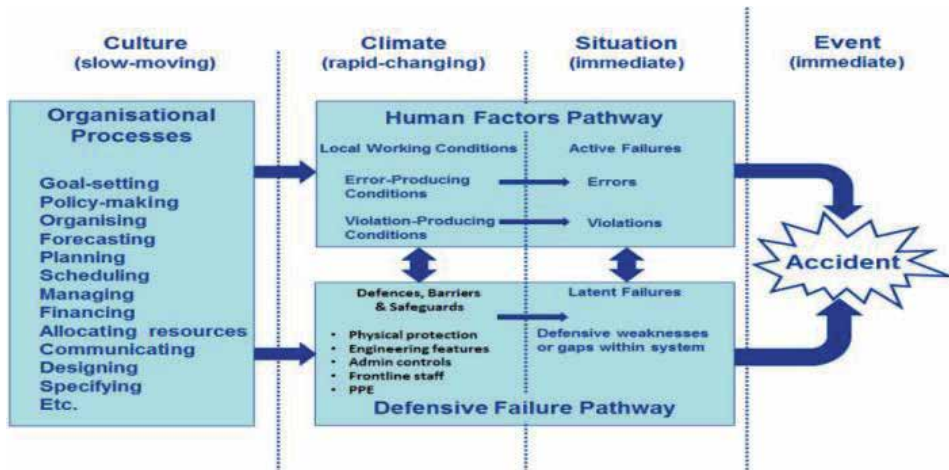 Culture
(slow-moving)
Climate
(rapid-changing)
Situation
(immediate)
Event
(immediate)
Organisational
Processes
Goal-setting
Policy-making
Organising
Forecasting
Planning
Scheduling
Managing
Financing
Allocating resources
Communicating
Designing
Specifying
Etc.
Human Factors Pathway
Local Working Conditions
Active Failures
Error-Producing
Conditions
Errors
Violation-Producing
Conditions
Violations
Defences, Barriers
& Safeguards
• Physical protection
• Engineering features
• Admin controls
• Frontline staff
• PPE
Latent Failures
Defensive weaknesses
or gaps within system
Defensive Failure Pathway
Accident